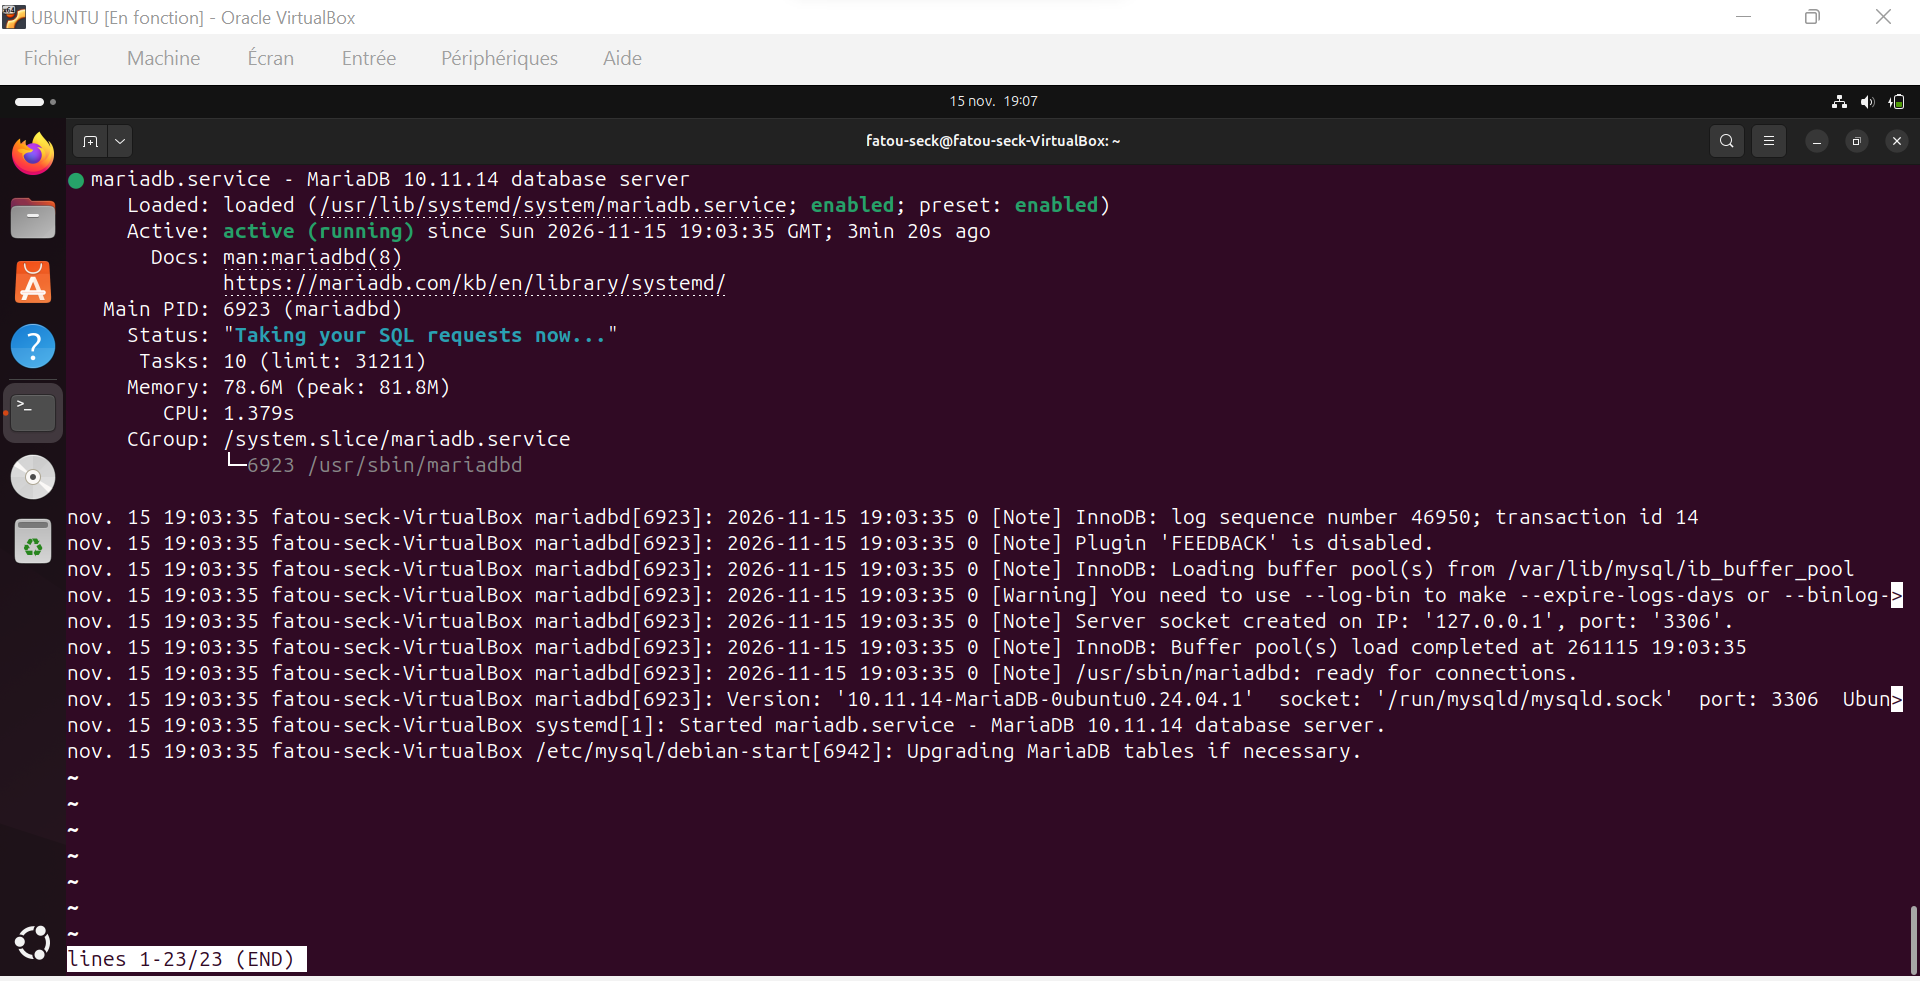 UBUNTU [En fonction] - Oracle VirtualBox
Fichier Machine Écran Entrée Périphériques Aide
15 nov. 19:07
fatou-seck@fatou-seck-VirtualBox: ~
mariadb.service - MariaDB 10.11.14 database server
Loaded: loaded (/usr/lib/systemd/system/mariadb.service; enabled; preset: enabled)
Active: active (running) since Sun 2026-11-15 19:03:35 GMT; 3min 20s ago
Docs: man:mariadbd(8)
https://mariadb.com/kb/en/library/systemd/
Main PID: 6923 (mariadbd)
Status: "Taking your SQL requests now..."
Tasks: 10 (limit: 31211)
Memory: 78.6M (peak: 81.8M)
CPU: 1.379s
CGroup: /system.slice/mariadb.service
└─6923 /usr/sbin/mariadbd
nov. 15 19:03:35 fatou-seck-VirtualBox mariadbd[6923]: 2026-11-15 19:03:35 0 [Note] InnoDB: log sequence number 46950; transaction id 14
nov. 15 19:03:35 fatou-seck-VirtualBox mariadbd[6923]: 2026-11-15 19:03:35 0 [Note] Plugin 'FEEDBACK' is disabled.
nov. 15 19:03:35 fatou-seck-VirtualBox mariadbd[6923]: 2026-11-15 19:03:35 0 [Note] InnoDB: Loading buffer pool(s) from /var/lib/mysql/ib_buffer_pool
nov. 15 19:03:35 fatou-seck-VirtualBox mariadbd[6923]: 2026-11-15 19:03:35 0 [Warning] You need to use --log-bin to make --expire-logs-days or --binlog->
nov. 15 19:03:35 fatou-seck-VirtualBox mariadbd[6923]: 2026-11-15 19:03:35 0 [Note] Server socket created on IP: '127.0.0.1', port: '3306'.
nov. 15 19:03:35 fatou-seck-VirtualBox mariadbd[6923]: 2026-11-15 19:03:35 0 [Note] InnoDB: Buffer pool(s) load completed at 261115 19:03:35
nov. 15 19:03:35 fatou-seck-VirtualBox mariadbd[6923]: 2026-11-15 19:03:35 0 [Note] /usr/sbin/mariadbd: ready for connections.
nov. 15 19:03:35 fatou-seck-VirtualBox mariadbd[6923]: Version: '10.11.14-MariaDB-0ubuntu0.24.04.1'  socket: '/run/mysqld/mysqld.sock'  port: 3306  Ubun>
nov. 15 19:03:35 fatou-seck-VirtualBox systemd[1]: Started mariadb.service - MariaDB 10.11.14 database server.
nov. 15 19:03:35 fatou-seck-VirtualBox /etc/mysql/debian-start[6942]: Upgrading MariaDB tables if necessary.
~
~
~
~
~
~
~
lines 1-23/23 (END)